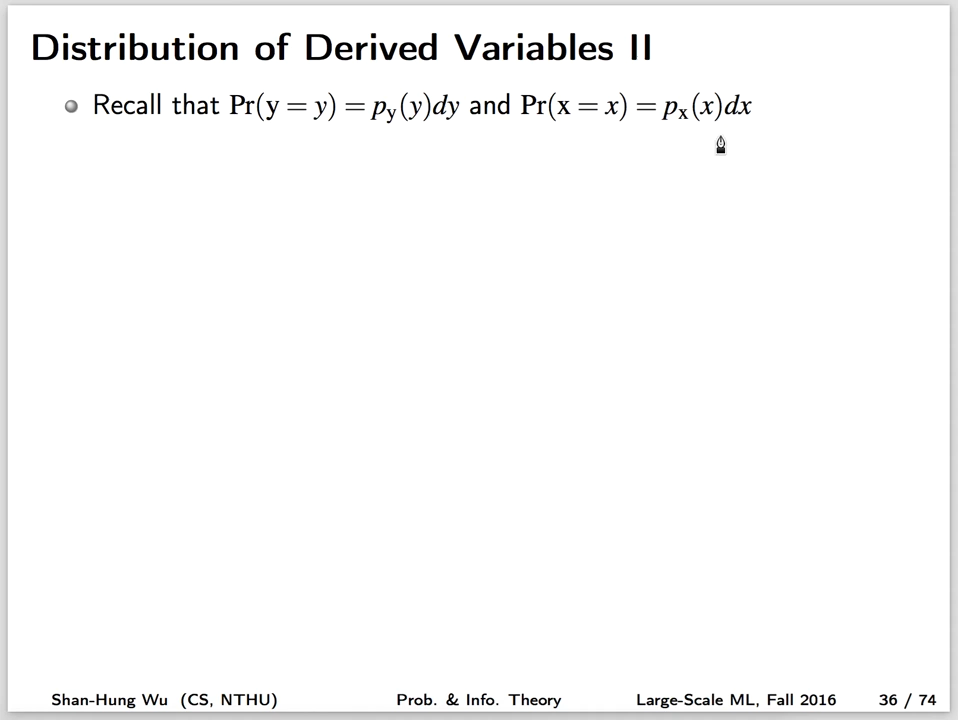 Distribution of Derived Variables II
Recall that Pr(y = y) = p_y(y)dy and Pr(x = x) = p_x(x)dx
Shan-Hung Wu (CS, NTHU) Prob. & Info. Theory Large-Scale ML, Fall 2016 36 / 74